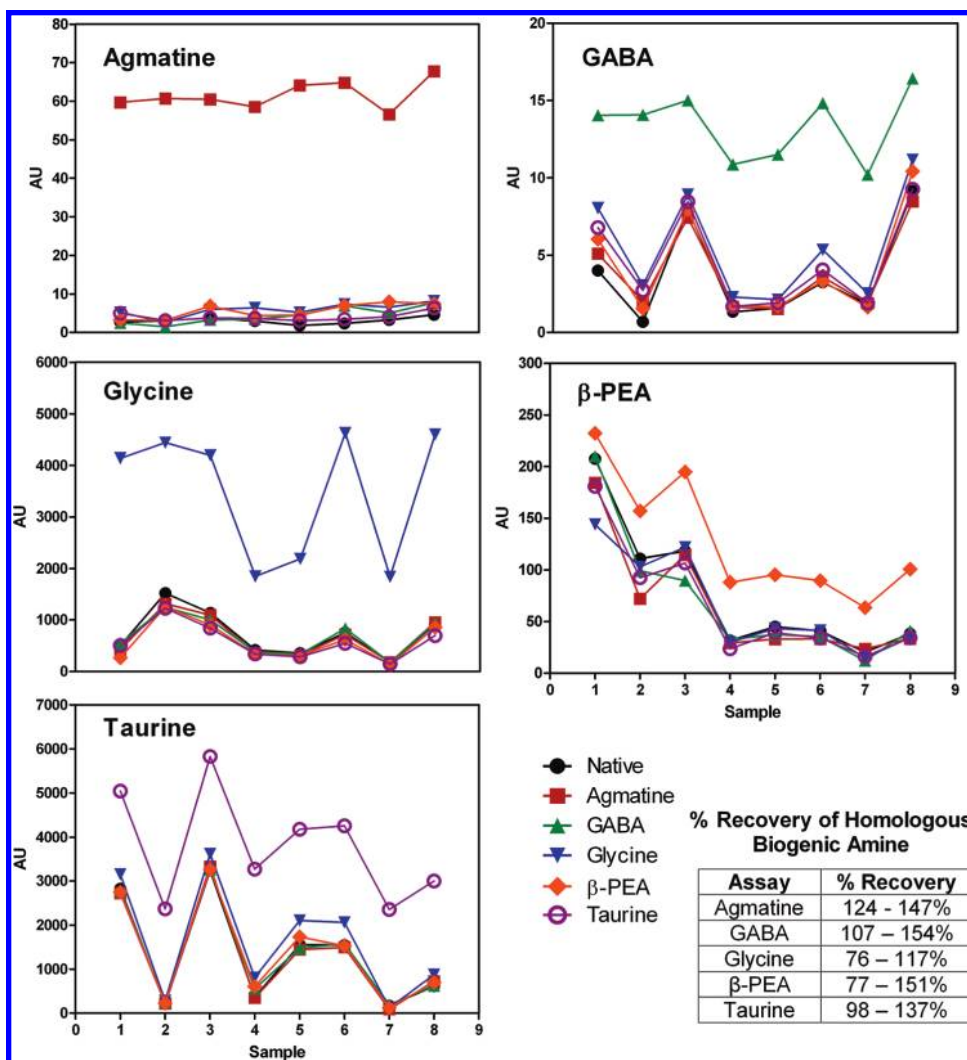 Agmatine
AU
80
70
60
50
40
30
20
10
0
GABA
AU
20
15
10
5
0
Glycine
AU
6000
5000
4000
3000
2000
1000
0
β-PEA
AU
300
250
200
150
100
50
0
0 1 2 3 4 5 6 7 8 9
Sample
Taurine
AU
7000
6000
5000
4000
3000
2000
1000
0
0 1 2 3 4 5 6 7 8 9
Sample
Native
Agmatine
GABA
Glycine
β-PEA
Taurine
% Recovery of Homologous
Biogenic Amine
Assay % Recovery
Agmatine 124 - 147%
GABA 107 – 154%
Glycine 76 – 117%
β-PEA 77 – 151%
Taurine 98 – 137%